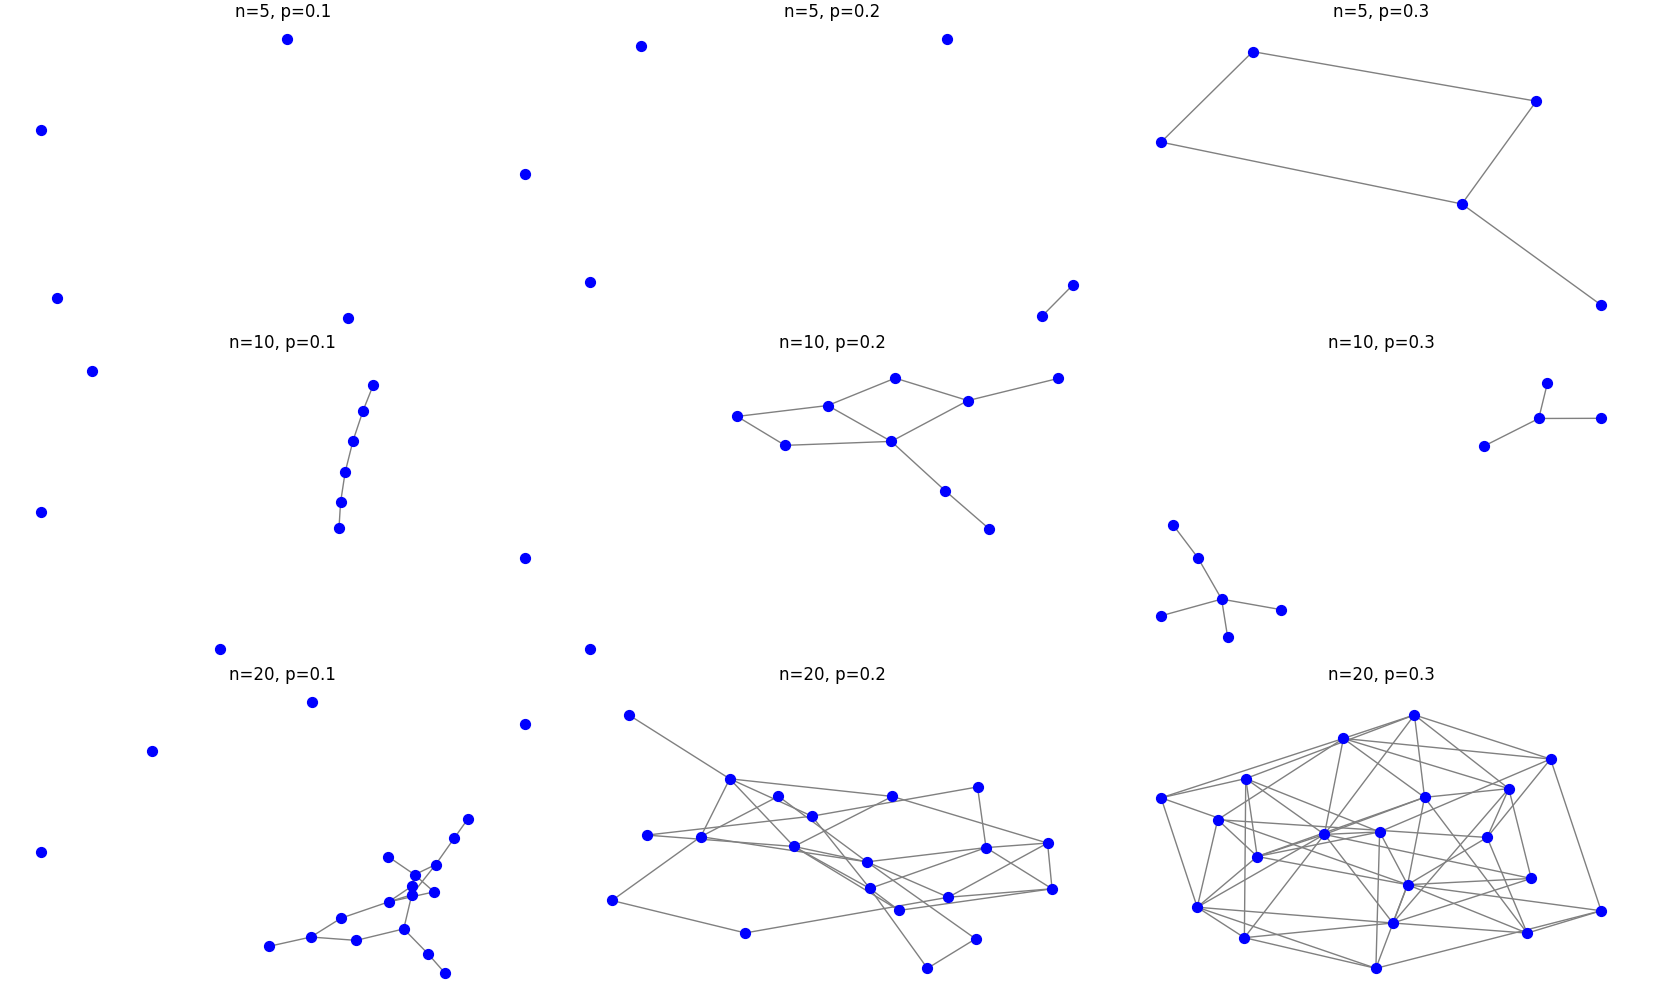 n=5, p=0.1
n=5, p=0.2
n=5, p=0.3
n=10, p=0.1
n=10, p=0.2
n=10, p=0.3
n=20, p=0.1
n=20, p=0.2
n=20, p=0.3